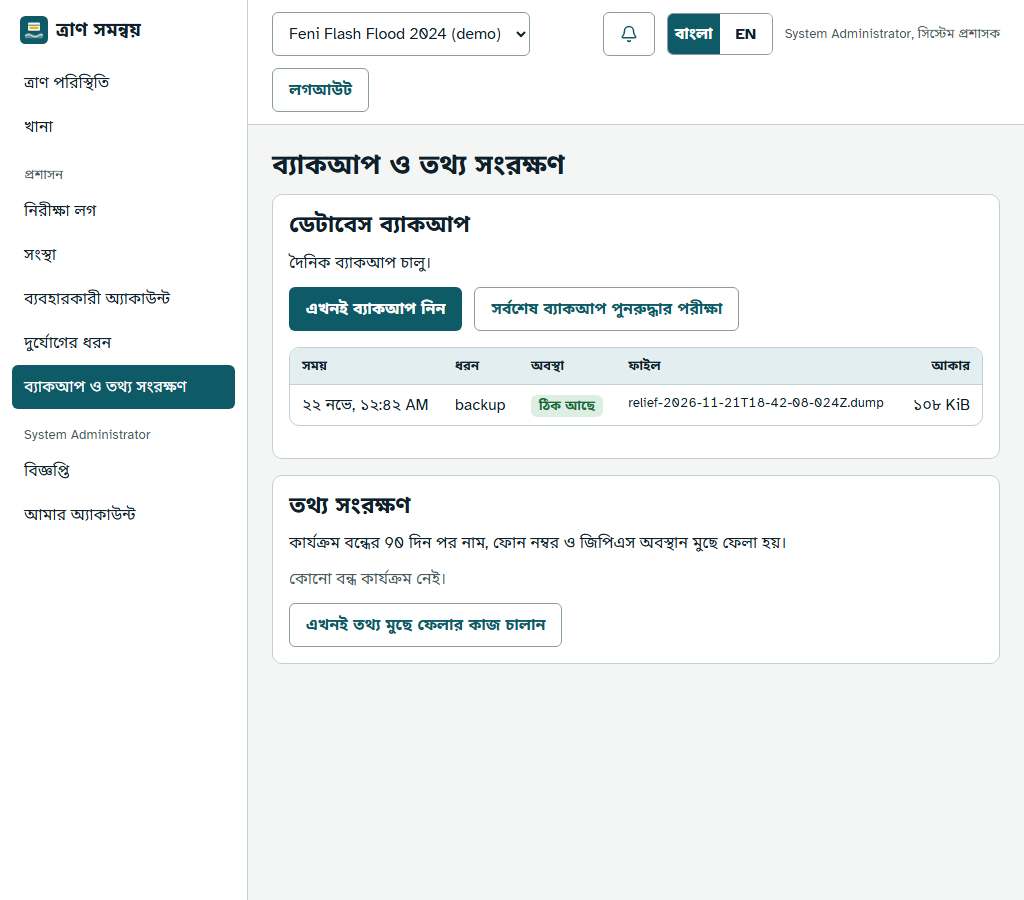 ত্রাণ সমন্বয়
ত্রাণ পরিস্থিতি
খানা
প্রশাসন
নিরীক্ষা লগ
সংস্থা
ব্যবহারকারী অ্যাকাউন্ট
দুর্যোগের ধরন
ব্যাকআপ ও তথ্য সংরক্ষণ
System Administrator
বিজ্ঞপ্তি
আমার অ্যাকাউন্ট
Feni Flash Flood 2024 (demo)
বাংলা EN System Administrator, সিস্টেম প্রশাসক
লগআউট
ব্যাকআপ ও তথ্য সংরক্ষণ
ডেটাবেস ব্যাকআপ
দৈনিক ব্যাকআপ চালু।
এখনই ব্যাকআপ নিন সর্বশেষ ব্যাকআপ পুনরুদ্ধার পরীক্ষা
সময় ধরন অবস্থা ফাইল আকার
২২ নভে, ১২:৪২ AM backup ঠিক আছে relief-2026-11-21T18-42-08-024Z.dump ১০৮ KiB
তথ্য সংরক্ষণ
কার্যক্রম বন্ধের ৯০ দিন পর নাম, ফোন নম্বর ও জিপিএস অবস্থান মুছে ফেলা হয়।
কোনো বন্ধ কার্যক্রম নেই।
এখনই তথ্য মুছে ফেলার কাজ চালান